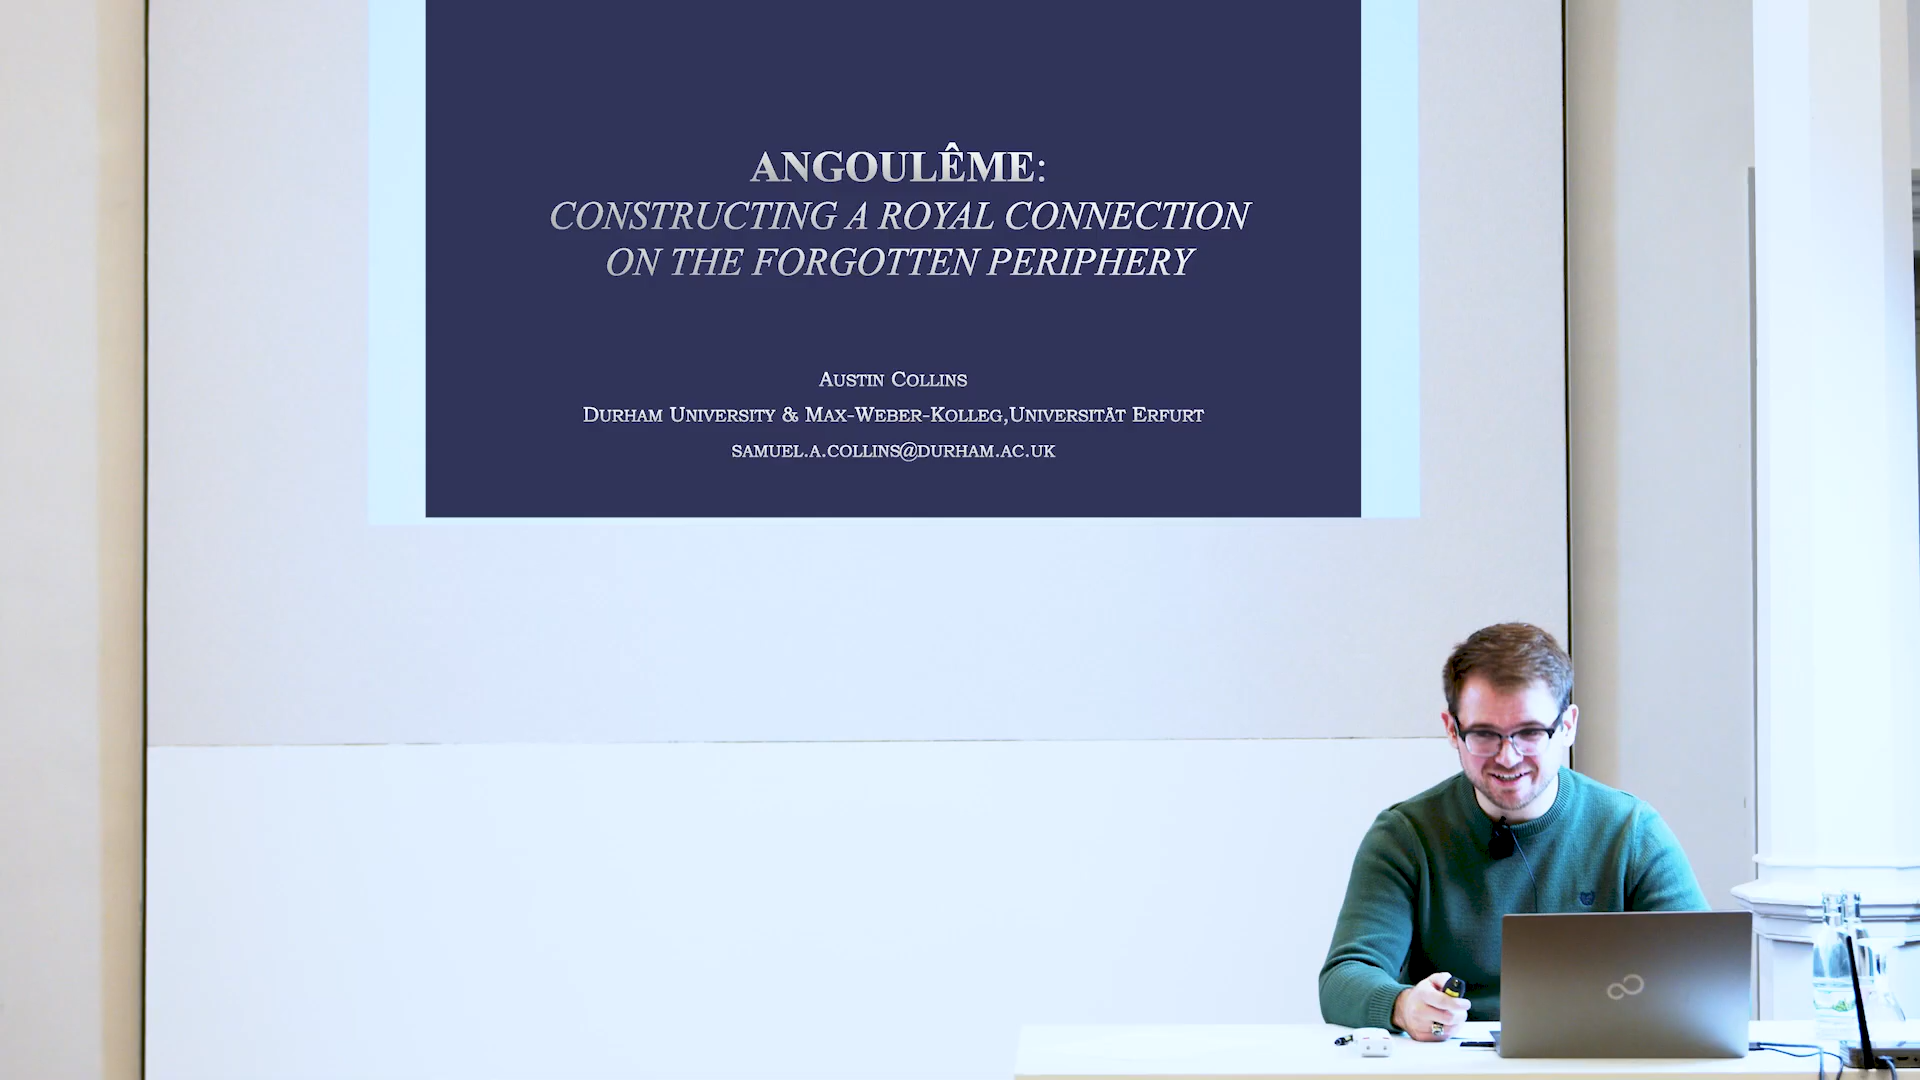 ANGOULÊME:
CONSTRUCTING A ROYAL CONNECTION
ON THE FORGOTTEN PERIPHERY
AUSTIN COLLINS
DURHAM UNIVERSITY & MAX-WEBER-KOLLEG,UNIVERSITÄT ERFURT
SAMUEL.A.COLLINS@DURHAM.AC.UK